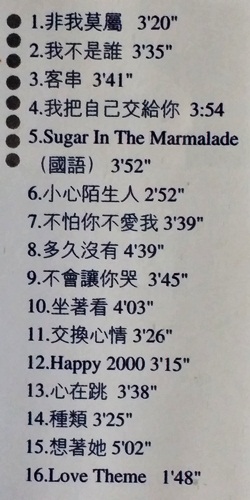 1.非我莫屬 3'20"
2.我不是誰 3'35"
3.客串 3'41"
4.我把自己交給你 3:54
5.Sugar In The Marmalade
（國語） 3'52"
6.小心陌生人 2'52"
7.不怕你不愛我 3'39"
8.多久沒有 4'39"
9.不會讓你哭 3'45"
10.坐著看 4'03"
11.交換心情 3'26"
12.Happy 2000 3'15"
13.心在跳 3'38"
14.種類 3'25"
15.想著她 5'02"
16.Love Theme 1'48"